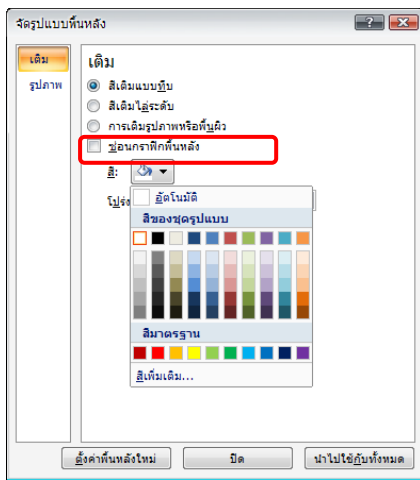 จัดรูปแบบพื้นหลัง
เติม
รูปภาพ
เติม
สีเติมแบบทึบ
สีเติมไล่ระดับ
การเติมรูปภาพหรือพื้นผิว
ซ่อนกราฟิกพื้นหลัง
สี:
อัตโนมัติ
สีของชุดรูปแบบ
สีมาตรฐาน
สีเพิ่มเติม...
ตั้งค่าพื้นหลังใหม่ ปิด นำไปใช้กับทั้งหมด